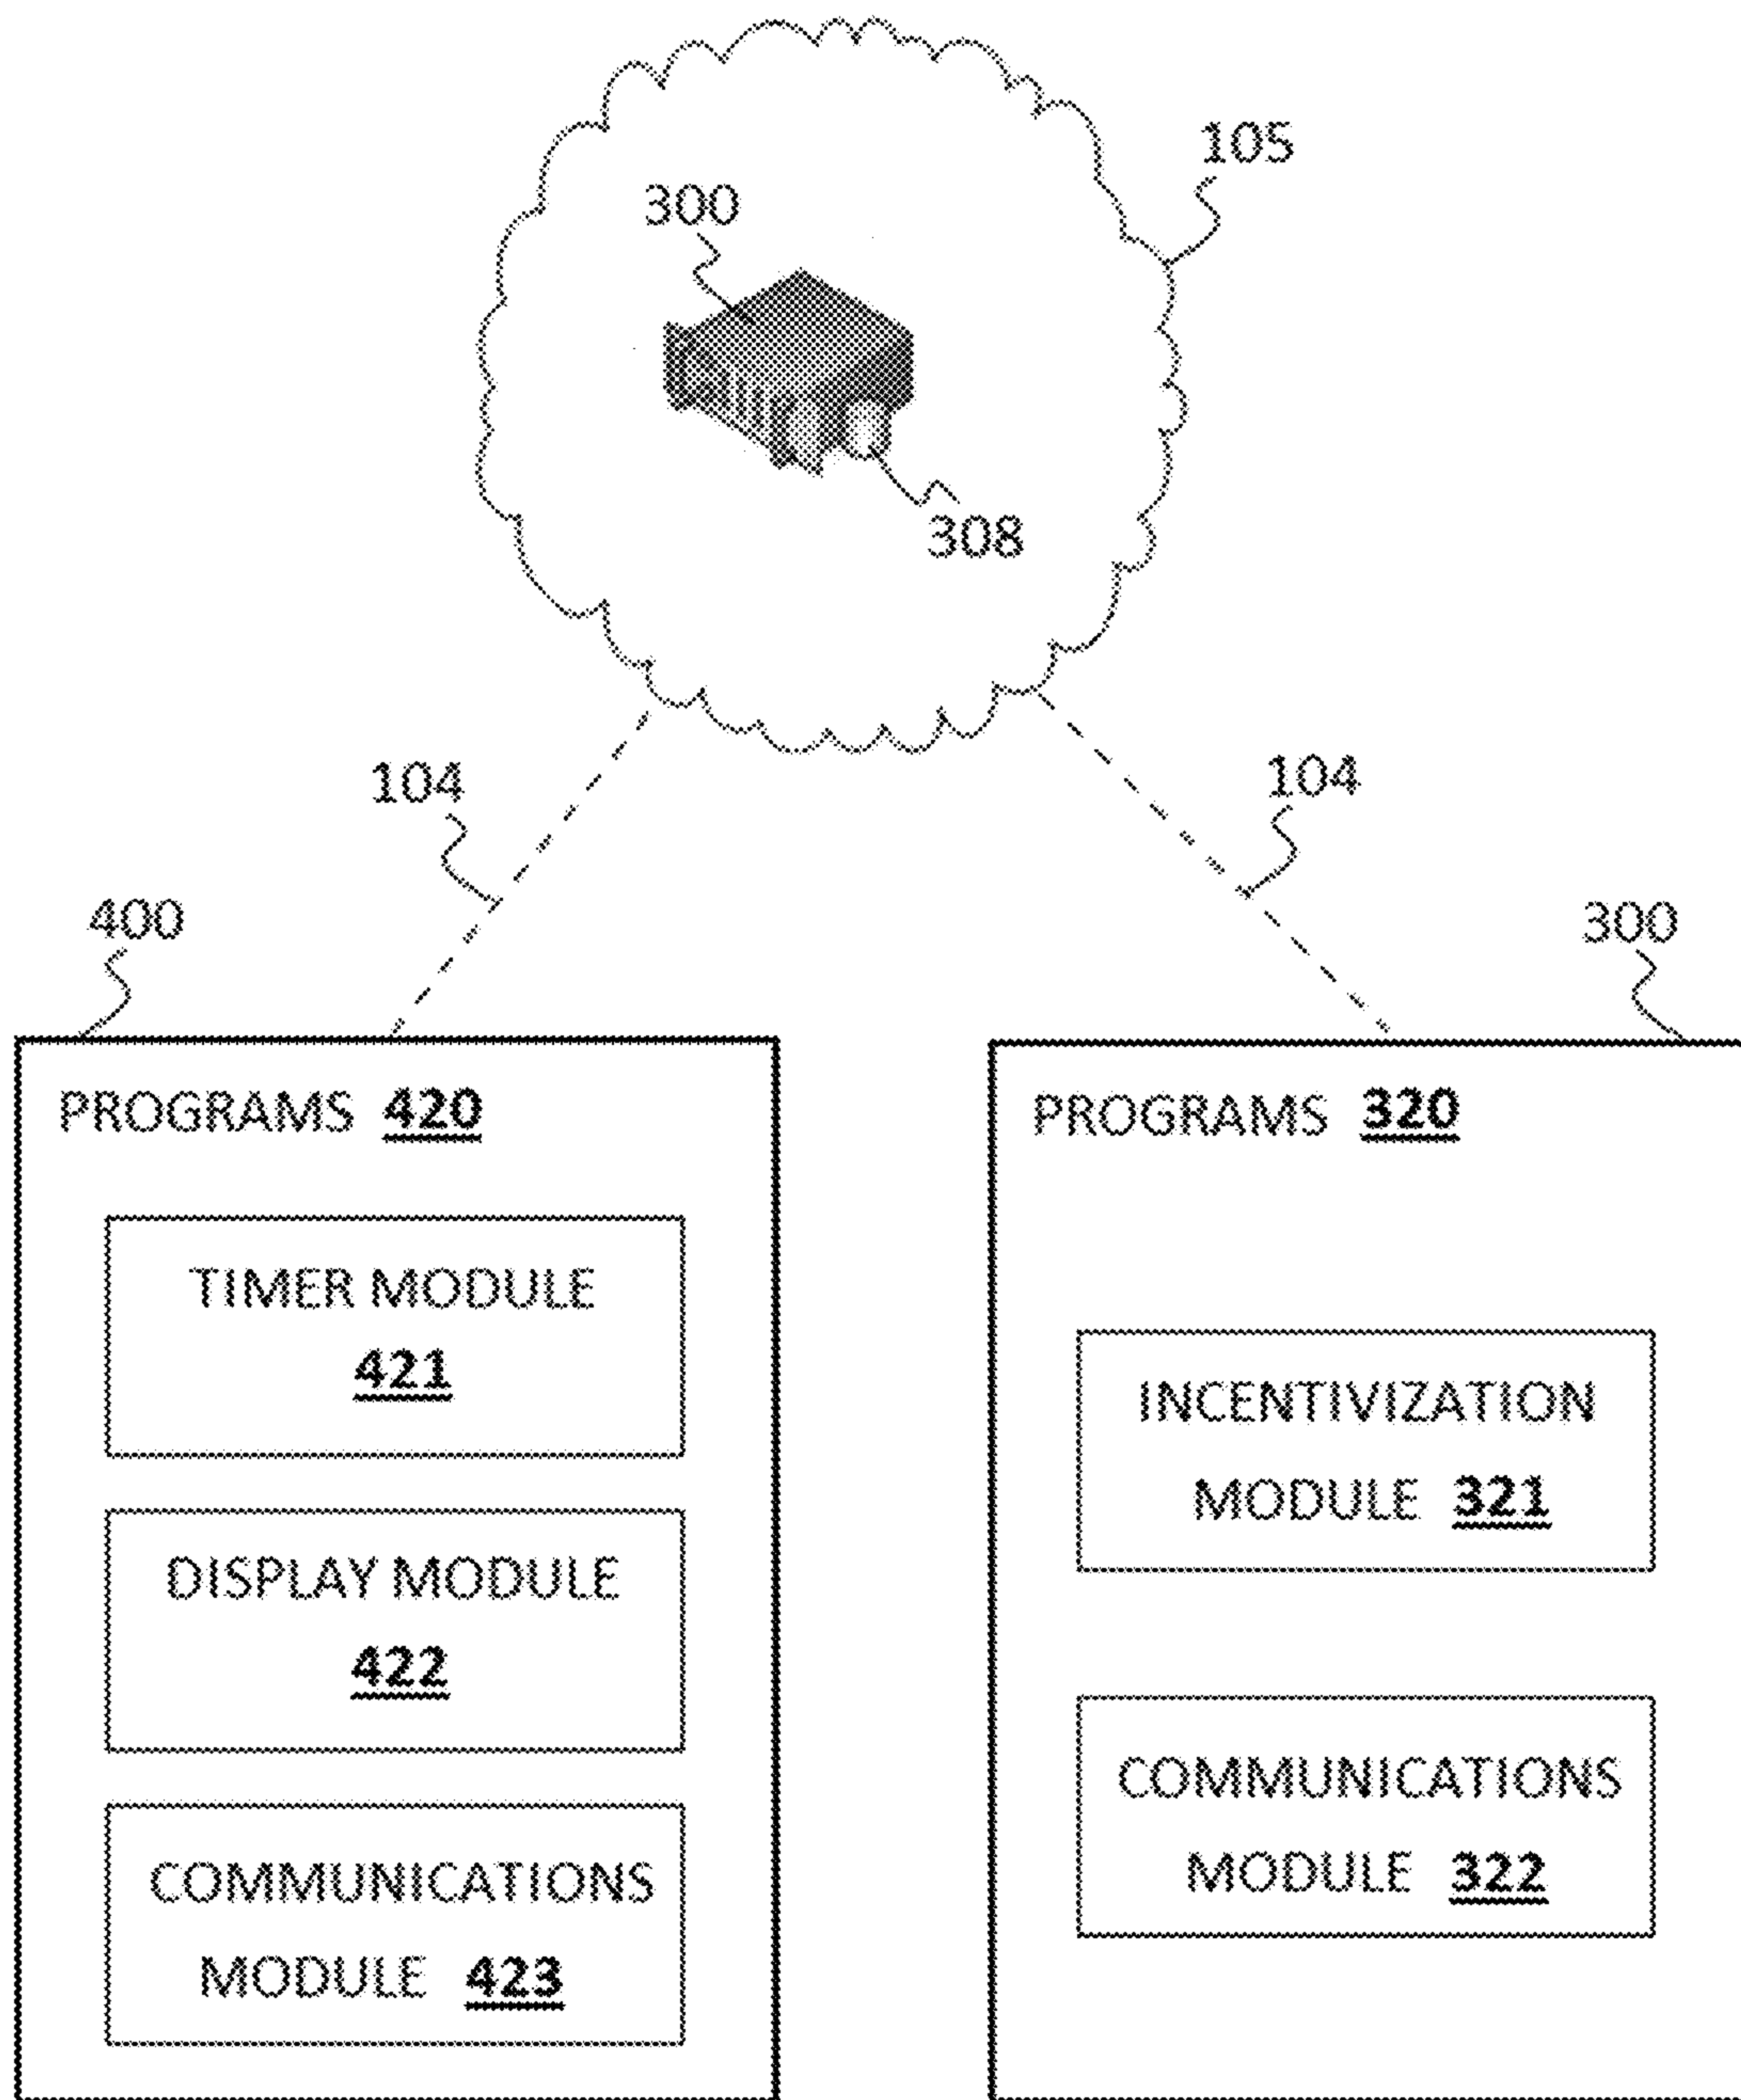 105
300
308
104
104
400
300
PROGRAMS 420
TIMER MODULE
421
DISPLAY MODULE
422
COMMUNICATIONS
MODULE 423
PROGRAMS 320
INCENTIVIZATION
MODULE 321
COMMUNICATIONS
MODULE 322